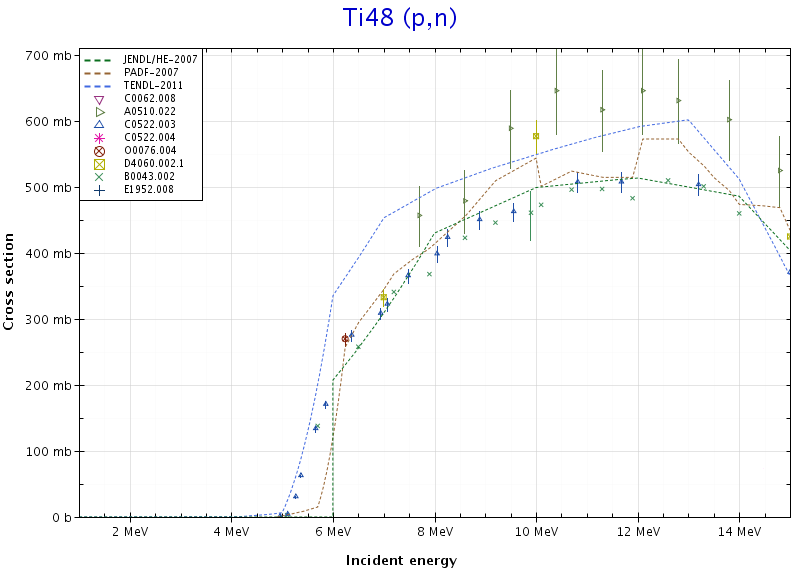 Ti48 (p,n)
700 mb
600 mb
500 mb
400 mb
300 mb
200 mb
100 mb
0 b
Cross section
JENDL/HE-2007
PADF-2007
TENDL-2011
C0062.008
A0510.022
C0522.003
C0522.004
O0076.004
D4060.002.1
B0043.002
E1952.008
2 MeV
4 MeV
6 MeV
8 MeV
10 MeV
12 MeV
14 MeV
Incident energy